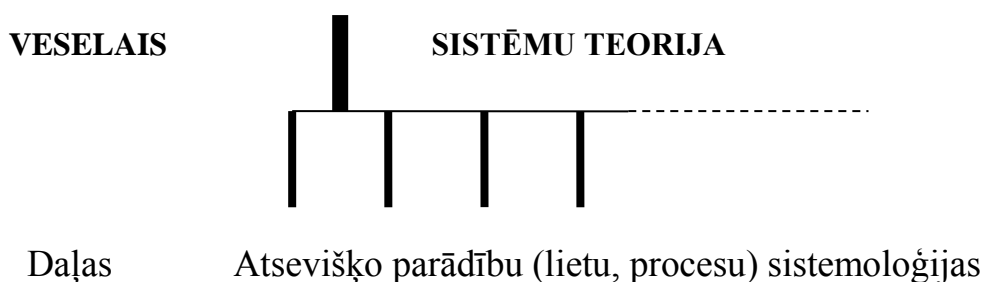 VESELAIS SISTĒMU TEORIJA
Daļas Atsevišķo parādību (lietu, procesu) sistemoloģijas